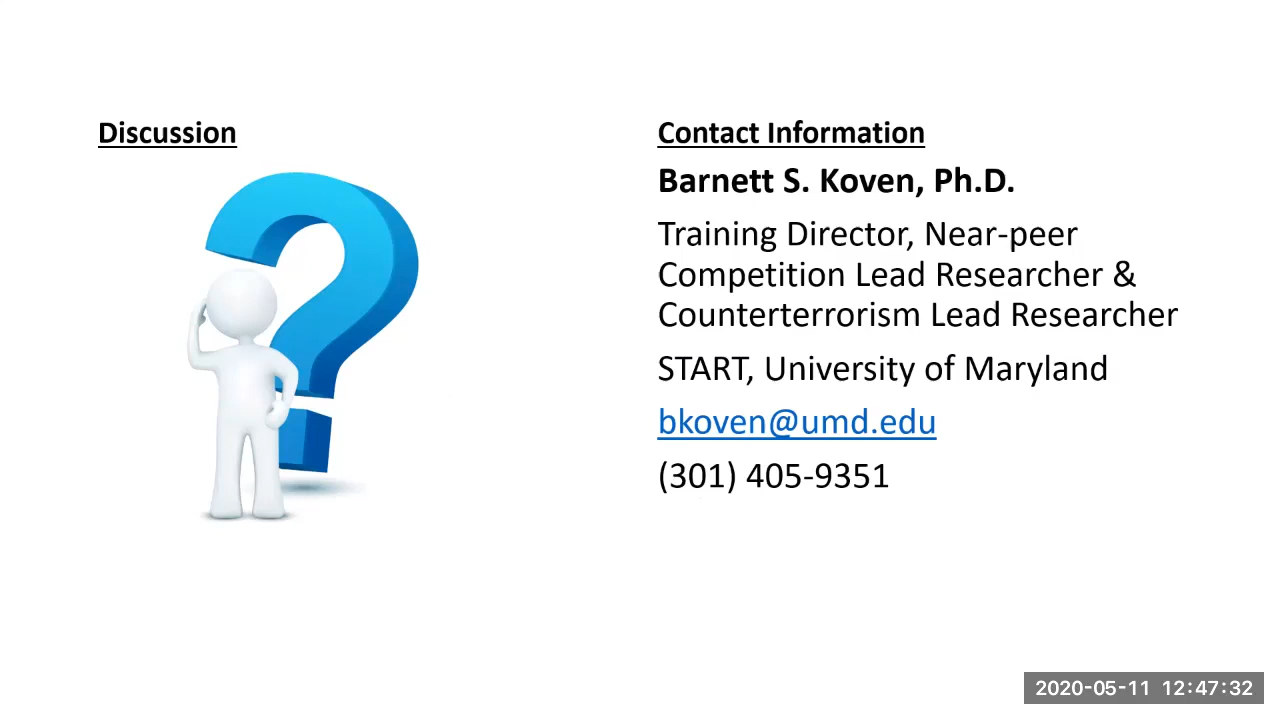 Discussion
Contact Information
Barnett S. Koven, Ph.D.
Training Director, Near-peer
Competition Lead Researcher &
Counterterrorism Lead Researcher
START, University of Maryland
bkoven@umd.edu
(301) 405-9351
2020-05-11 12:47:32